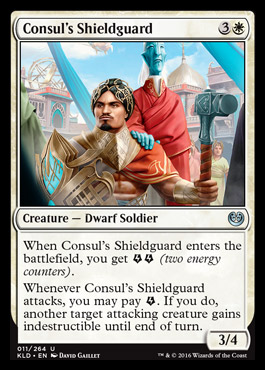 Consul's Shieldguard 3
Creature — Dwarf Soldier
When Consul's Shieldguard enters the
battlefield, you get (two energy
counters).
Whenever Consul's Shieldguard
attacks, you may pay . If you do,
another target attacking creature gains
indestructible until end of turn.
3/4
011/264 U
KLD • EN DAVID GAILLET
™ & © 2016 Wizards of the Coast